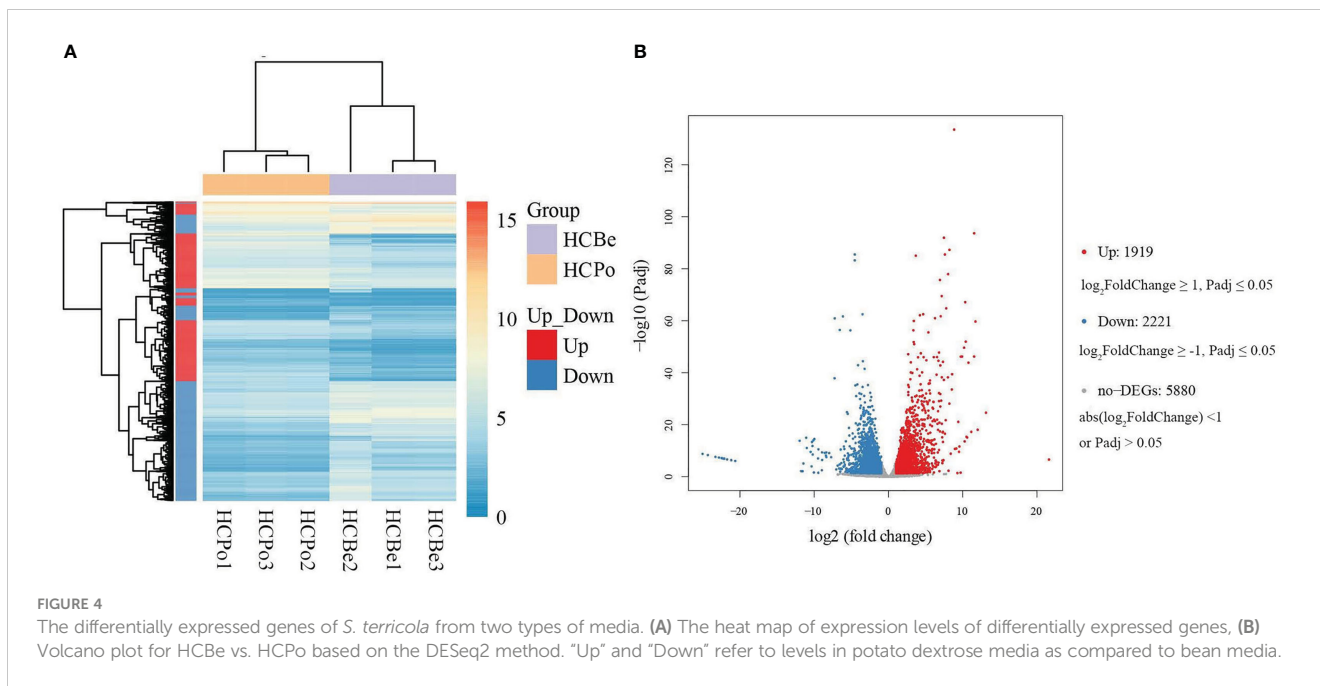 A
Group
HCBe
HCPo
Up_Down
Up
Down
15
10
5
0
HCPo1
HCPo3
HCPo2
HCBe2
HCBe1
HCBe3
B
−log10 (Padj)
120
100
80
60
40
20
0
−20
−10
0
10
20
log2 (fold change)
Up: 1919
log₂FoldChange ≥ 1, Padj ≤ 0.05
Down: 2221
log₂FoldChange ≥ -1, Padj ≤ 0.05
no−DEGs: 5880
abs(log₂FoldChange) <1
or Padj > 0.05
FIGURE 4
The differentially expressed genes of S. terricola from two types of media. (A) The heat map of expression levels of differentially expressed genes, (B)
Volcano plot for HCBe vs. HCPo based on the DESeq2 method. “Up” and “Down” refer to levels in potato dextrose media as compared to bean media.